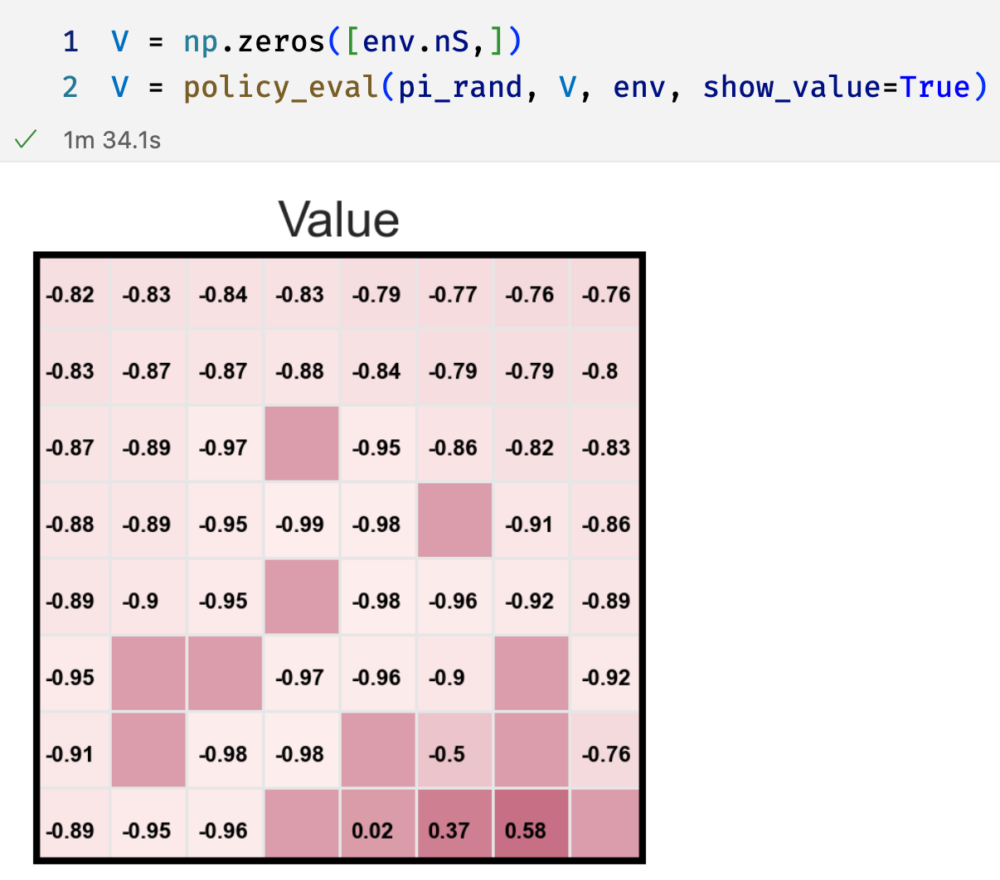 1 V = np.zeros([env.nS,])
2 V = policy_eval(pi_rand, V, env, show_value=True)
1m 34.1s
Value
-0.82 -0.83 -0.84 -0.83 -0.79 -0.77 -0.76 -0.76
-0.83 -0.87 -0.87 -0.88 -0.84 -0.79 -0.79 -0.8
-0.87 -0.89 -0.97 -0.95 -0.86 -0.82 -0.83
-0.88 -0.89 -0.95 -0.99 -0.98 -0.91 -0.86
-0.89 -0.9 -0.95 -0.98 -0.96 -0.92 -0.89
-0.95 -0.97 -0.96 -0.9 -0.92
-0.91 -0.98 -0.98 -0.5 -0.76
-0.89 -0.95 -0.96 0.02 0.37 0.58